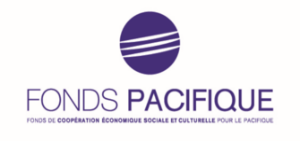 FONDS PACIFIQUE
FONDS DE COOPÉRATION ÉCONOMIQUE SOCIALE ET CULTURELLE POUR LE PACIFIQUE